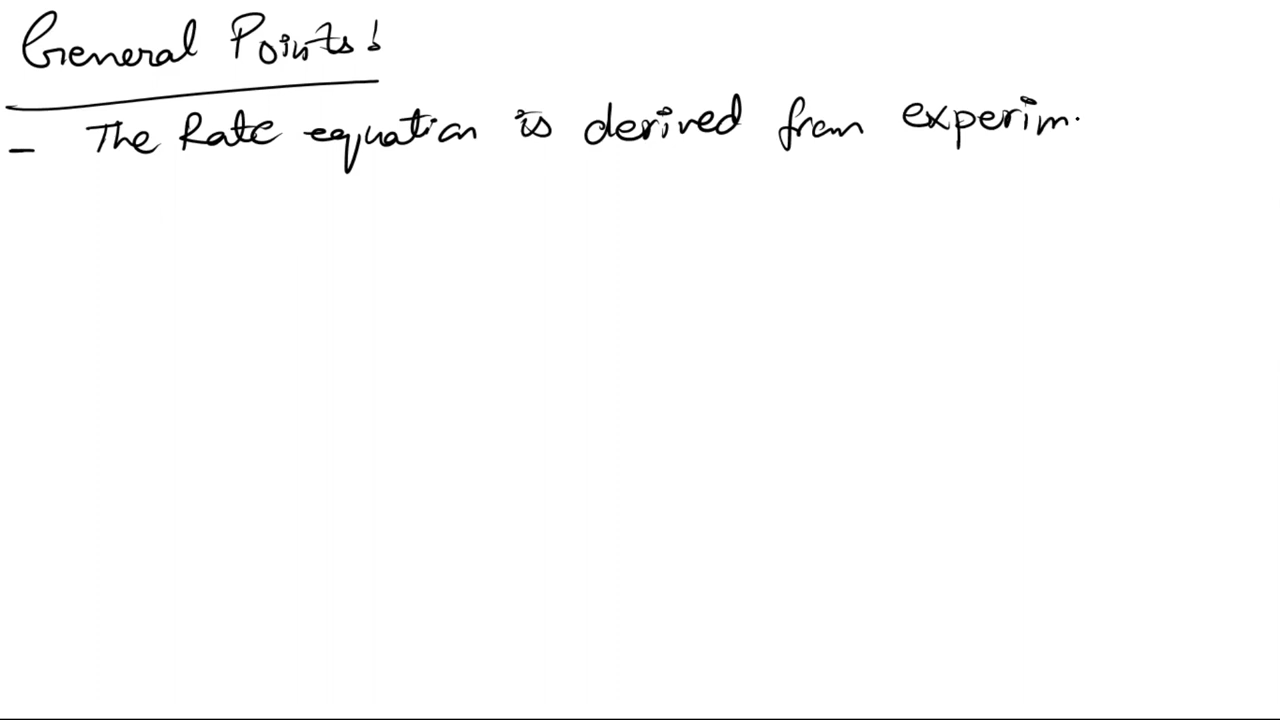 General Points!
- The Rate equation is derived from experim.